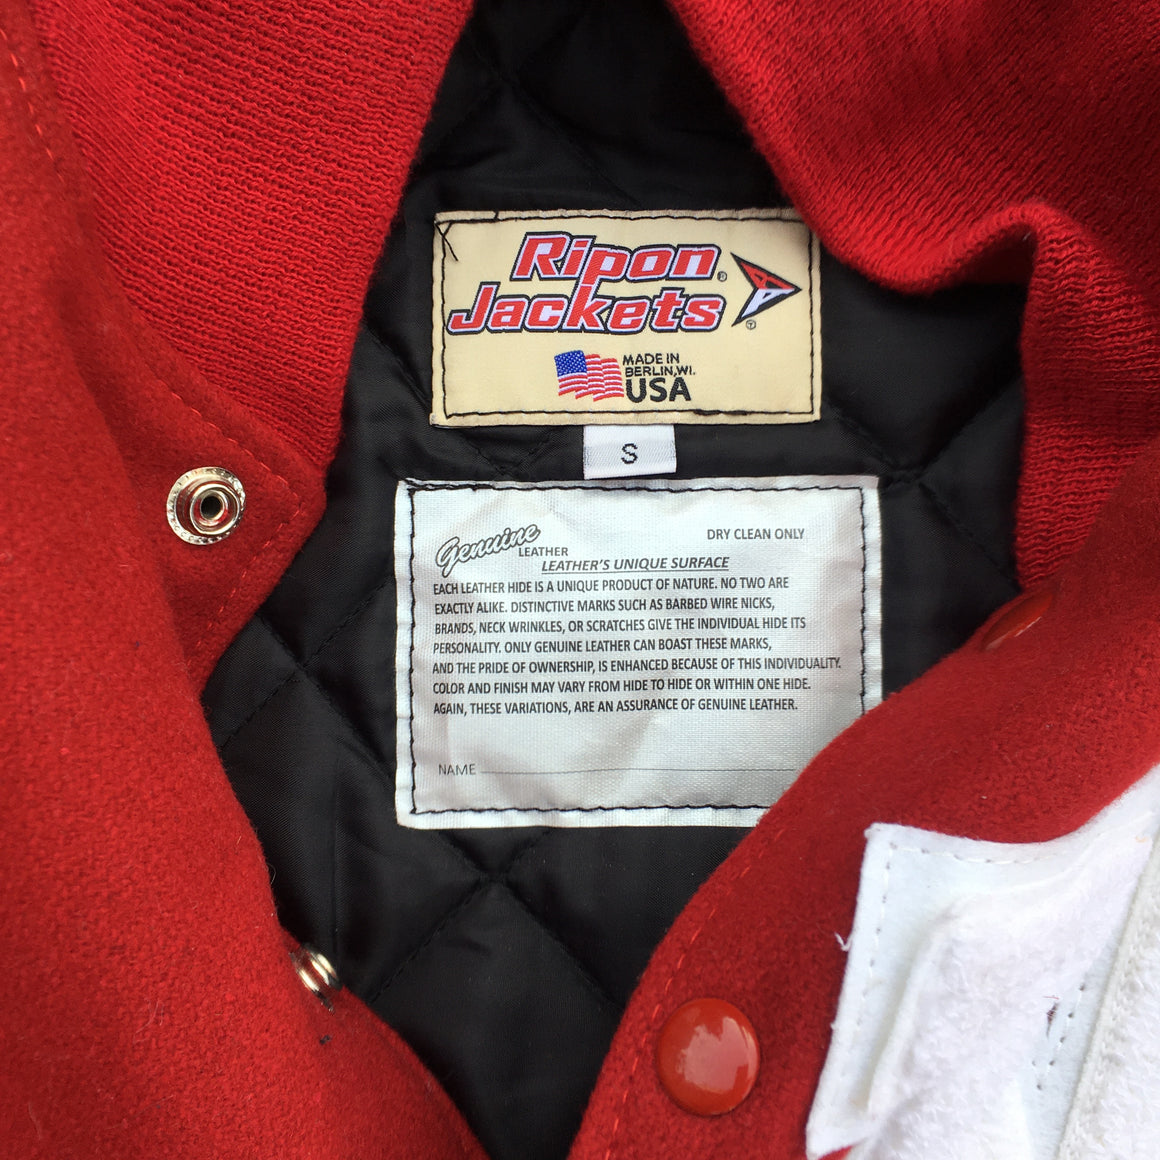 Ripon®
Jackets
MADE IN
BERLIN,WI.
USA
S
Genuine
LEATHER
DRY CLEAN ONLY
LEATHER'S UNIQUE SURFACE
EACH LEATHER HIDE IS A UNIQUE PRODUCT OF NATURE. NO TWO ARE
EXACTLY ALIKE. DISTINCTIVE MARKS SUCH AS BARBED WIRE NICKS,
BRANDS, NECK WRINKLES, OR SCRATCHES GIVE THE INDIVIDUAL HIDE ITS
PERSONALITY. ONLY GENUINE LEATHER CAN BOAST THESE MARKS,
AND THE PRIDE OF OWNERSHIP, IS ENHANCED BECAUSE OF THIS INDIVIDUALITY.
COLOR AND FINISH MAY VARY FROM HIDE TO HIDE OR WITHIN ONE HIDE.
AGAIN, THESE VARIATIONS, ARE AN ASSURANCE OF GENUINE LEATHER.
NAME